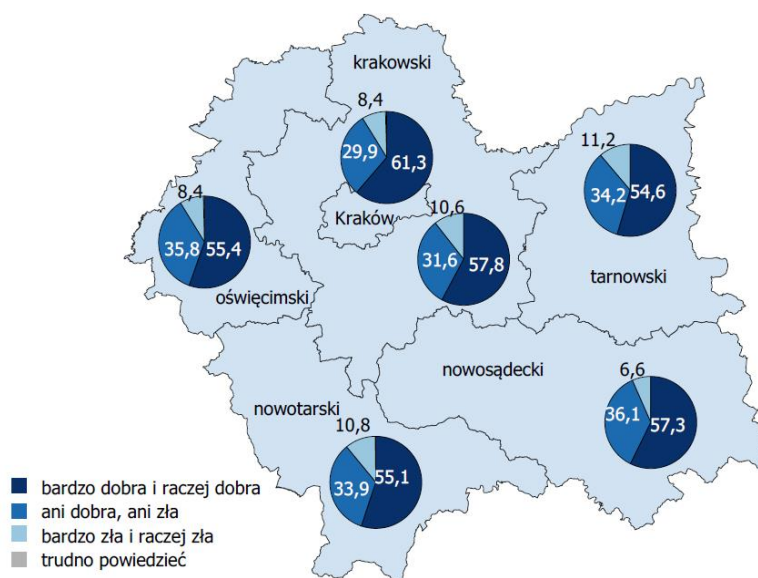 krakowski
8,4
29,9 61,3
Kraków
11,2
34,2 54,6
tarnowski
8,4
35,8 55,4
oświęcimski
10,6
31,6 57,8
nowosądecki
6,6
36,1 57,3
nowotarski
10,8
33,9 55,1
bardzo dobra i raczej dobra
ani dobra, ani zła
bardzo zła i raczej zła
trudno powiedzieć